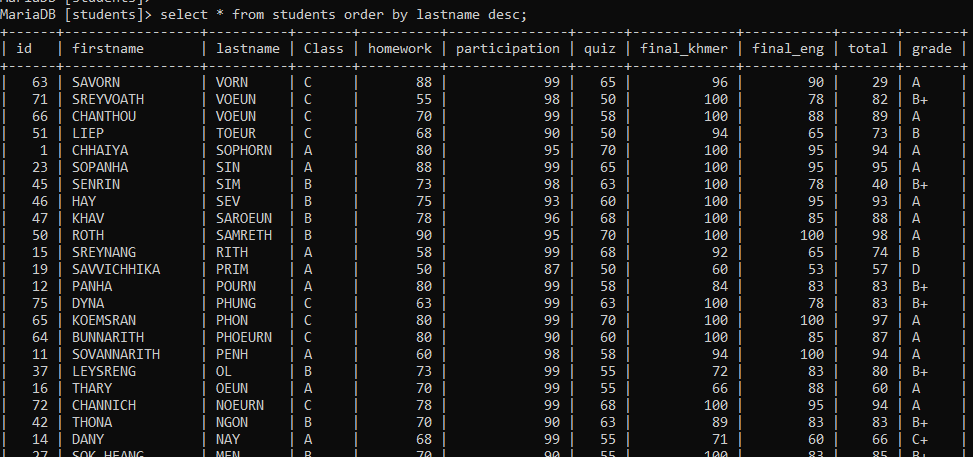 MariaDB [students]>
MariaDB [students]> select * from students order by lastname desc;
+------+----------------+----------+-------+----------+---------------+------+-------------+-----------+-------+-------+
| id | firstname | lastname | Class | homework | participation | quiz | final_khmer | final_eng | total | grade |
+------+----------------+----------+-------+----------+---------------+------+-------------+-----------+-------+-------+
| 63 | SAVORN | VORN | C | 88 | 99 | 65 | 96 | 90 | 29 | A |
| 71 | SREYVOATH | VOEUN | C | 55 | 98 | 50 | 100 | 78 | 82 | B+ |
| 66 | CHANTHOU | VOEUN | C | 70 | 99 | 58 | 100 | 88 | 89 | A |
| 51 | LIEP | TOEUR | C | 68 | 90 | 50 | 94 | 65 | 73 | B |
| 1 | CHHAIYA | SOPHORN | A | 80 | 95 | 70 | 100 | 95 | 94 | A |
| 23 | SOPANHA | SIN | A | 88 | 99 | 65 | 100 | 95 | 95 | A |
| 45 | SENRIN | SIM | B | 73 | 98 | 63 | 100 | 78 | 40 | B+ |
| 46 | HAY | SEV | B | 75 | 93 | 60 | 100 | 95 | 93 | A |
| 47 | KHAV | SAROEUN | B | 78 | 96 | 68 | 100 | 85 | 88 | A |
| 50 | ROTH | SAMRETH | B | 90 | 95 | 70 | 100 | 100 | 98 | A |
| 15 | SREYNANG | RITH | A | 58 | 99 | 68 | 92 | 65 | 74 | B |
| 19 | SAVVICHHIKA | PRIM | A | 50 | 87 | 50 | 60 | 53 | 57 | D |
| 12 | PANHA | POURN | A | 80 | 99 | 58 | 84 | 83 | 83 | B+ |
| 75 | DYNA | PHUNG | C | 63 | 99 | 63 | 100 | 78 | 83 | B+ |
| 65 | KOEMSRAN | PHON | C | 80 | 99 | 70 | 100 | 100 | 97 | A |
| 64 | BUNNARITH | PHOEURN | C | 80 | 90 | 60 | 100 | 85 | 87 | A |
| 11 | SOVANNARITH | PENH | A | 60 | 98 | 58 | 94 | 100 | 94 | A |
| 37 | LEYSRENG | OL | B | 73 | 99 | 55 | 72 | 83 | 80 | B+ |
| 16 | THARY | OEUN | A | 70 | 99 | 55 | 66 | 88 | 60 | A |
| 72 | CHANNICH | NOEURN | C | 78 | 99 | 68 | 100 | 95 | 94 | A |
| 42 | THONA | NGON | B | 70 | 90 | 63 | 89 | 83 | 83 | B+ |
| 14 | DANY | NAY | A | 68 | 99 | 55 | 71 | 60 | 66 | C+ |
| 27 | SOK HEANG | MEN | B | 70 | 90 | 55 | 100 | 83 | 85 | B+ |